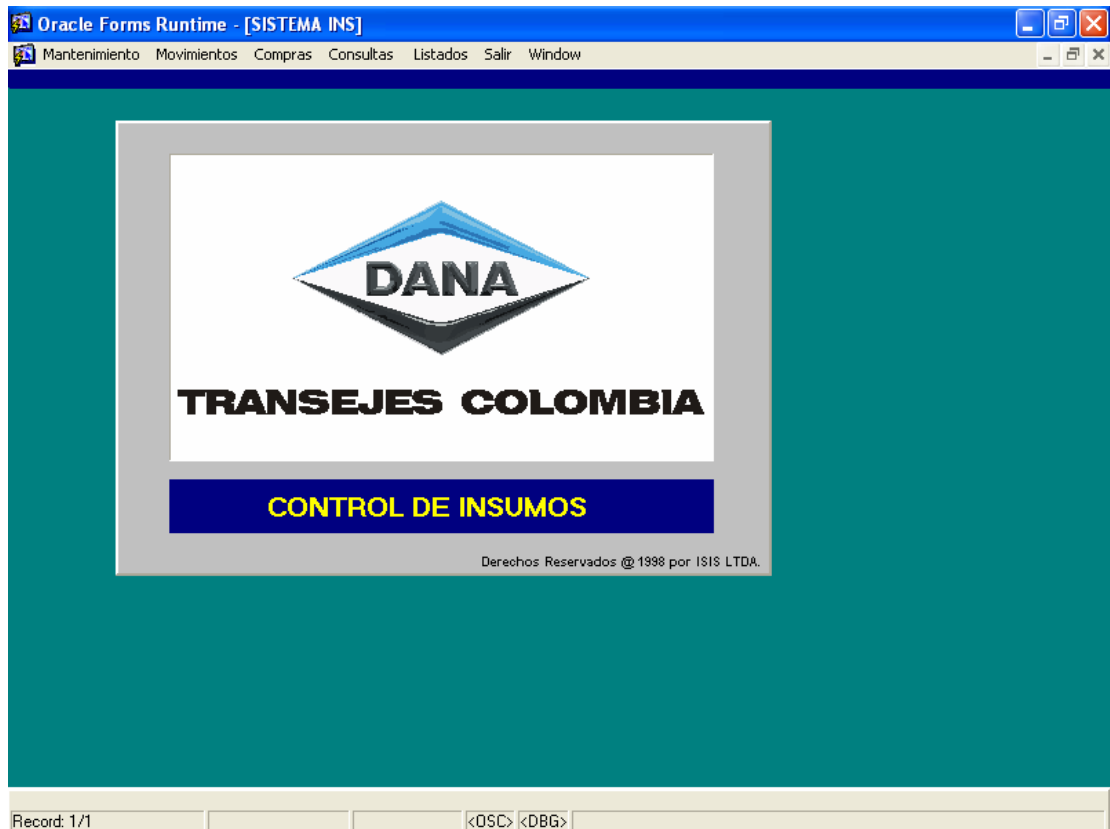 Oracle Forms Runtime - [SISTEMA INS]
Mantenimiento Movimientos Compras Consultas Listados Salir Window
DANA
TRANSEJES COLOMBIA
CONTROL DE INSUMOS
Derechos Reservados @ 1998 por ISIS LTDA.
Record: 1/1 <OSC> <DBG>